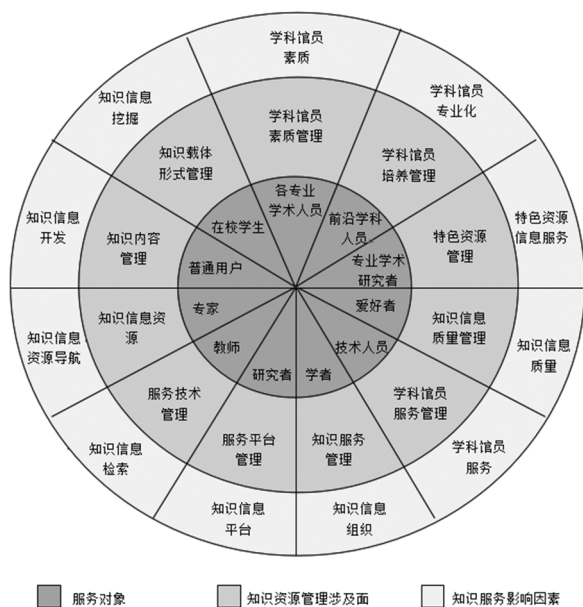 学科馆员
素质
学科馆员
专业化
特色资源
信息服务
知识信息
质量
学科馆员
服务
知识信息
组织
知识信息
平台
知识信息
检索
知识信息
资源导航
知识信息
开发
知识信息
挖掘
学科馆员
素质管理
学科馆员
培养管理
特色资源
管理
知识信息
质量管理
学科馆员
服务管理
知识服务
管理
服务平台
管理
服务技术
管理
知识信息资
源
知识内容
管理
知识载体
形式管理
各专业
学术人员
前沿学科
人员
专业学术
研究者
爱好者
技术人员
学者
研究者
教师
专家
普通用户
在校学生
服务对象
知识资源管理涉及面
知识服务影响因素